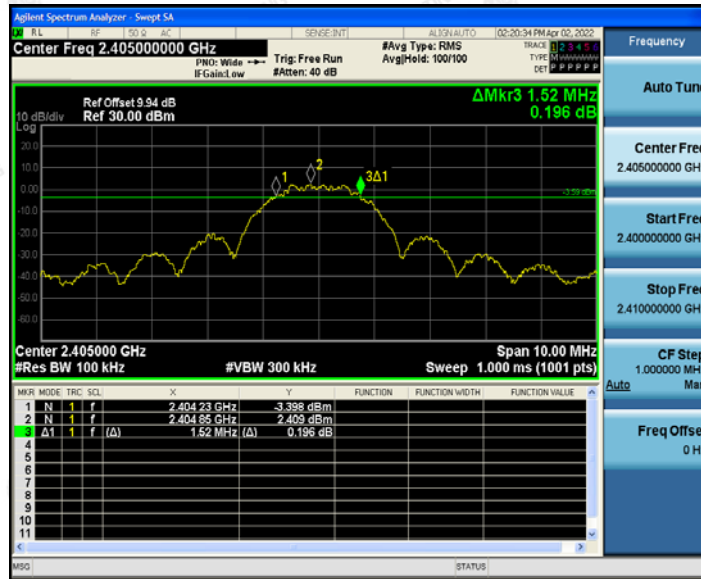 Agilent Spectrum Analyzer - Swept SA
RL RF 50 Ω AC SENSE:INT ALIGNAUTO 02:20:34 PM Apr 02, 2022
Center Freq 2.405000000 GHz #Avg Type: RMS TRACE 1 2 3 4 5 6
PNO: Wide Trig: Free Run Avg|Hold: 100/100 TYPE M
IFGain:Low #Atten: 40 dB DET P P P P P P
ΔMkr3 1.52 MHz
0.196 dB
Ref Offset 9.94 dB
10 dB/div Ref 30.00 dBm
Log
20.0
10.0
0.00
-10.0
-20.0
-30.0
-40.0
-50.0
-60.0
1
2
3Δ1
-3.59 dBm
Center 2.405000 GHz Span 10.00 MHz
#Res BW 100 kHz #VBW 300 kHz Sweep 1.000 ms (1001 pts)
MKR MODE TRC SCL X Y FUNCTION FUNCTION WIDTH FUNCTION VALUE
1 N 1 f 2.404 23 GHz -3.398 dBm
2 N 1 f 2.404 85 GHz 2.409 dBm
3 Δ1 1 f (Δ) 1.52 MHz (Δ) 0.196 dB
4
5
6
7
8
9
10
11
MSG STATUS
Frequency
Auto Tun
Center Fre
2.405000000 GH
Start Fre
2.400000000 GH
Stop Fre
2.410000000 GH
CF Step
1.000000 MH
Auto Ma
Freq Offse
0 H